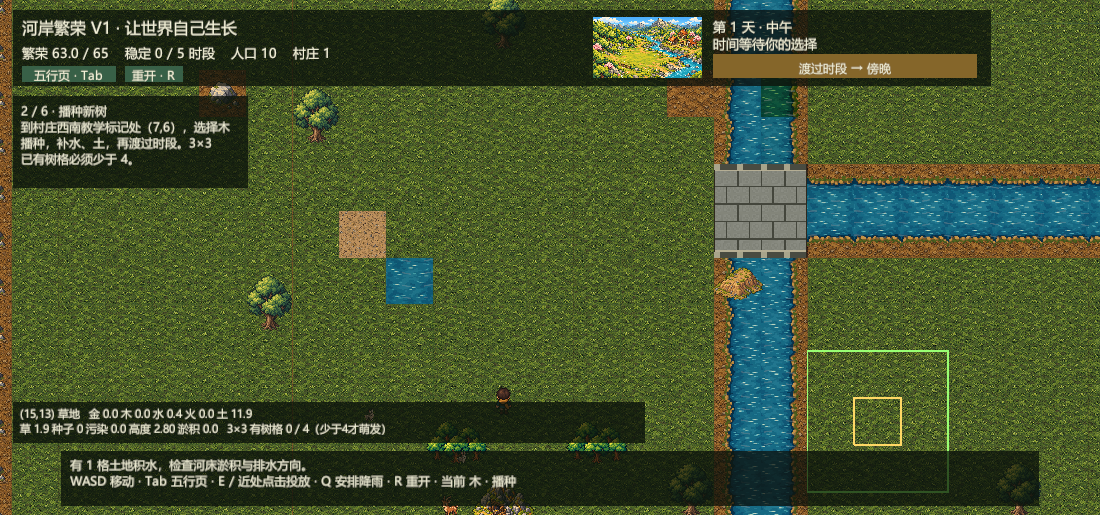 河岸繁荣 V1 · 让世界自己生长
繁荣 63.0 / 65 稳定 0 / 5 时段 人口 10 村庄 1
五行页 · Tab 重开 · R
第 1 天 · 中午
时间等待你的选择
渡过时段 → 傍晚
2 / 6 · 播种新树
到村庄西南教学标记处（7,6），选择木
播种，补水、土，再渡过时段。3×3
已有树格必须少于 4。
(15,13) 草地 金 0.0 木 0.0 水 0.4 火 0.0 土 11.9
草 1.9 种子 0 污染 0.0 高度 2.80 淤积 0.0 3×3 有树格 0 / 4（少于4才萌发）
有 1 格土地积水，检查河床淤积与排水方向。
WASD 移动 · Tab 五行页 · E / 近处点击投放 · Q 安排降雨 · R 重开 · 当前 木 · 播种